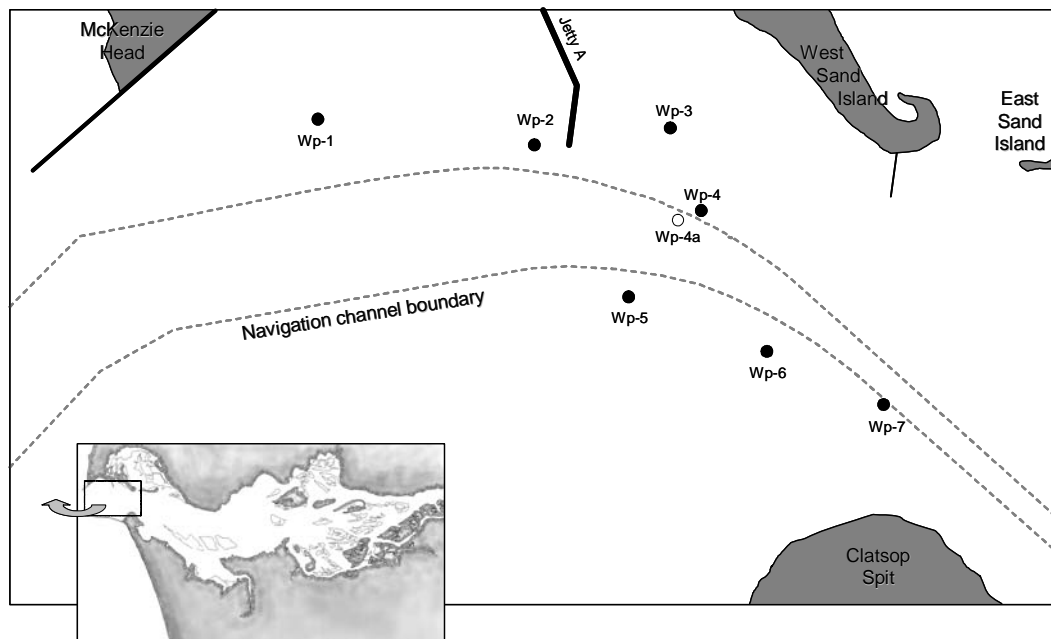 McKenzie
Head
Jetty A
West
Sand
Island
East
Sand
Island
Wp-1
Wp-2
Wp-3
Wp-4
Wp-4a
Wp-5
Navigation channel boundary
Wp-6
Wp-7
Clatsop
Spit